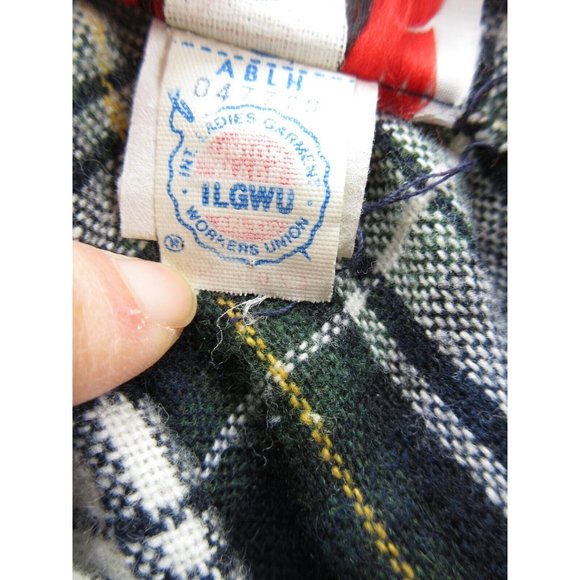 ABLH
INT LADIES GARMENT
ILGWU
WORKERS UNION
®